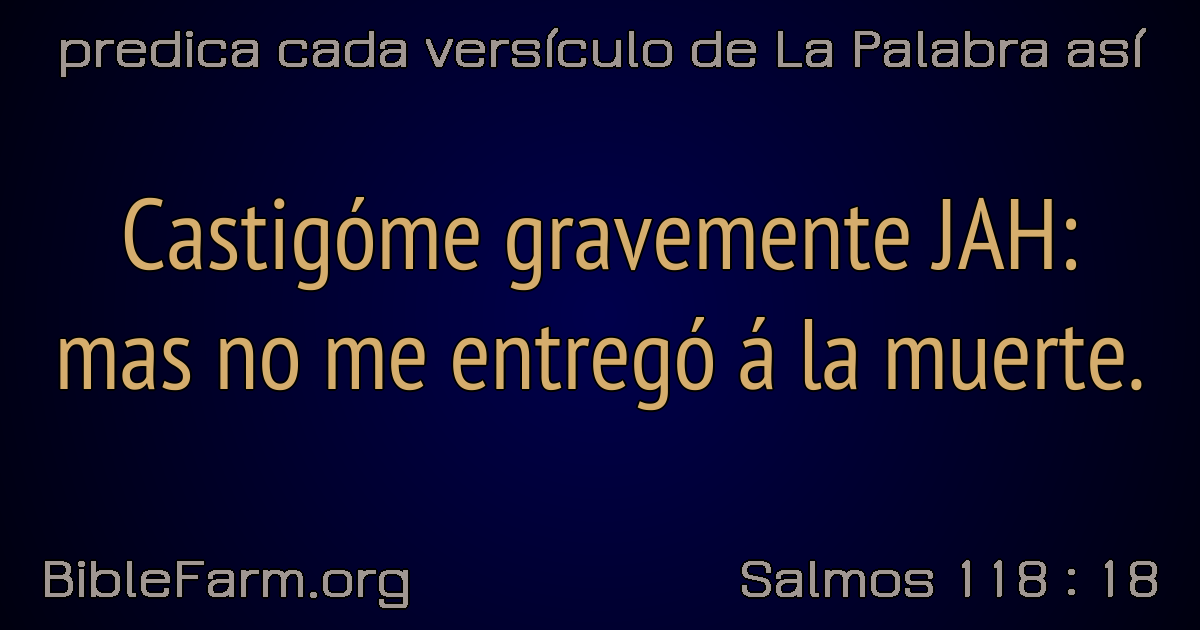 predica cada versículo de La Palabra así
Castigóme gravemente JAH:
mas no me entregó á la muerte.
BibleFarm.org
Salmos 118 : 18